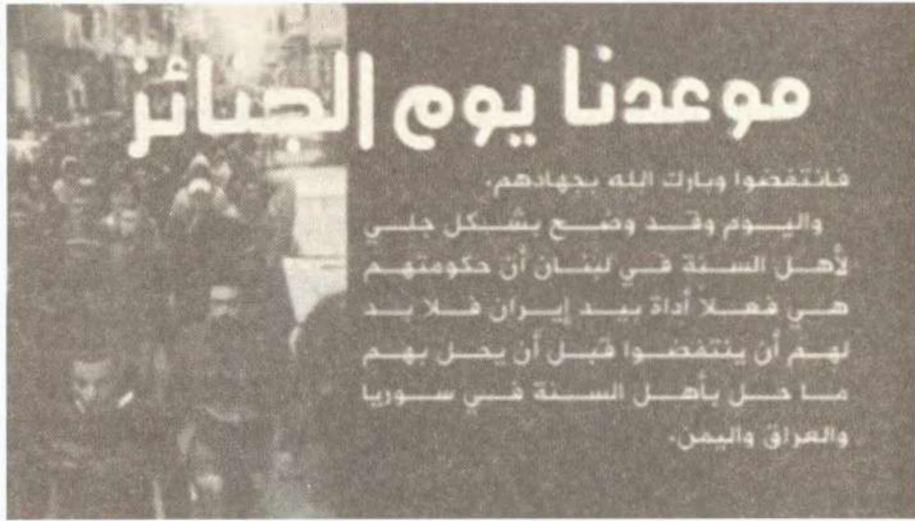 موعدنا يوم الجنائز
فانتفضوا وبارك الله بجهادهم.
واليوم وقد وضح بشكل جلي
لأهل السنة في لبنان أن حكومتهم
هي فعلاً أداة بيد إيران فلا بد
لهم أن ينتفضوا قبل أن يحل بهم
ما حل بأهل السنة في سوريا
والعراق واليمن.